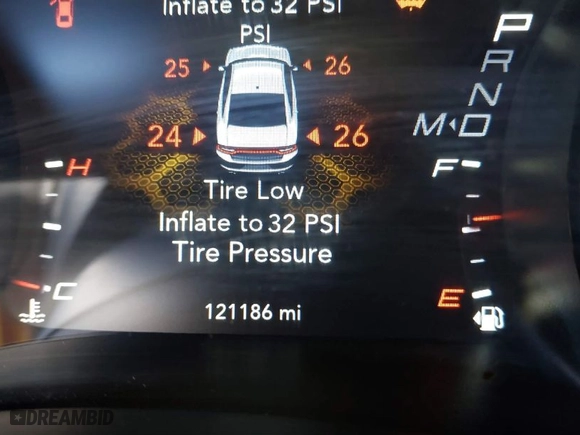 Inflate to 32 PSI
PSI
25 26
24 26
Tire Low
Inflate to 32 PSI
Tire Pressure
121186 mi
P
R
N
M D
H
C
F
E
DREAMBID